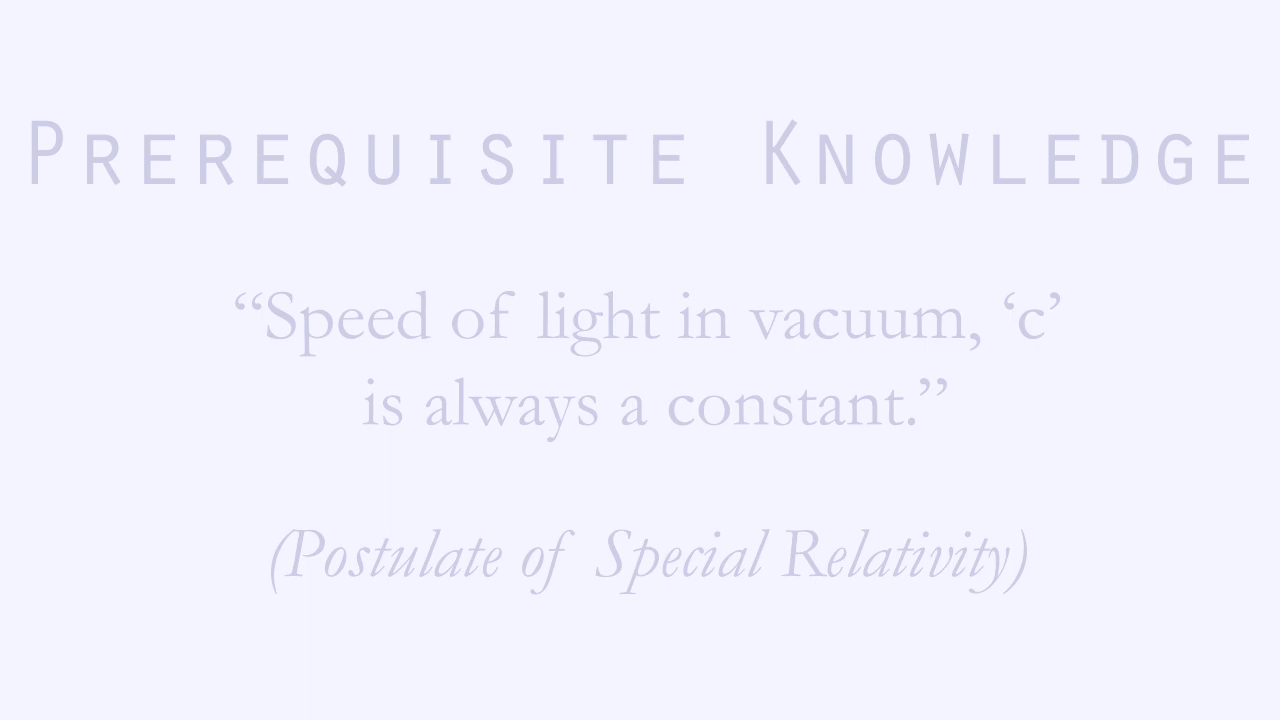 Prerequisite Knowledge
“Speed of light in vacuum, ‘c’
is always a constant.”
(Postulate of Special Relativity)